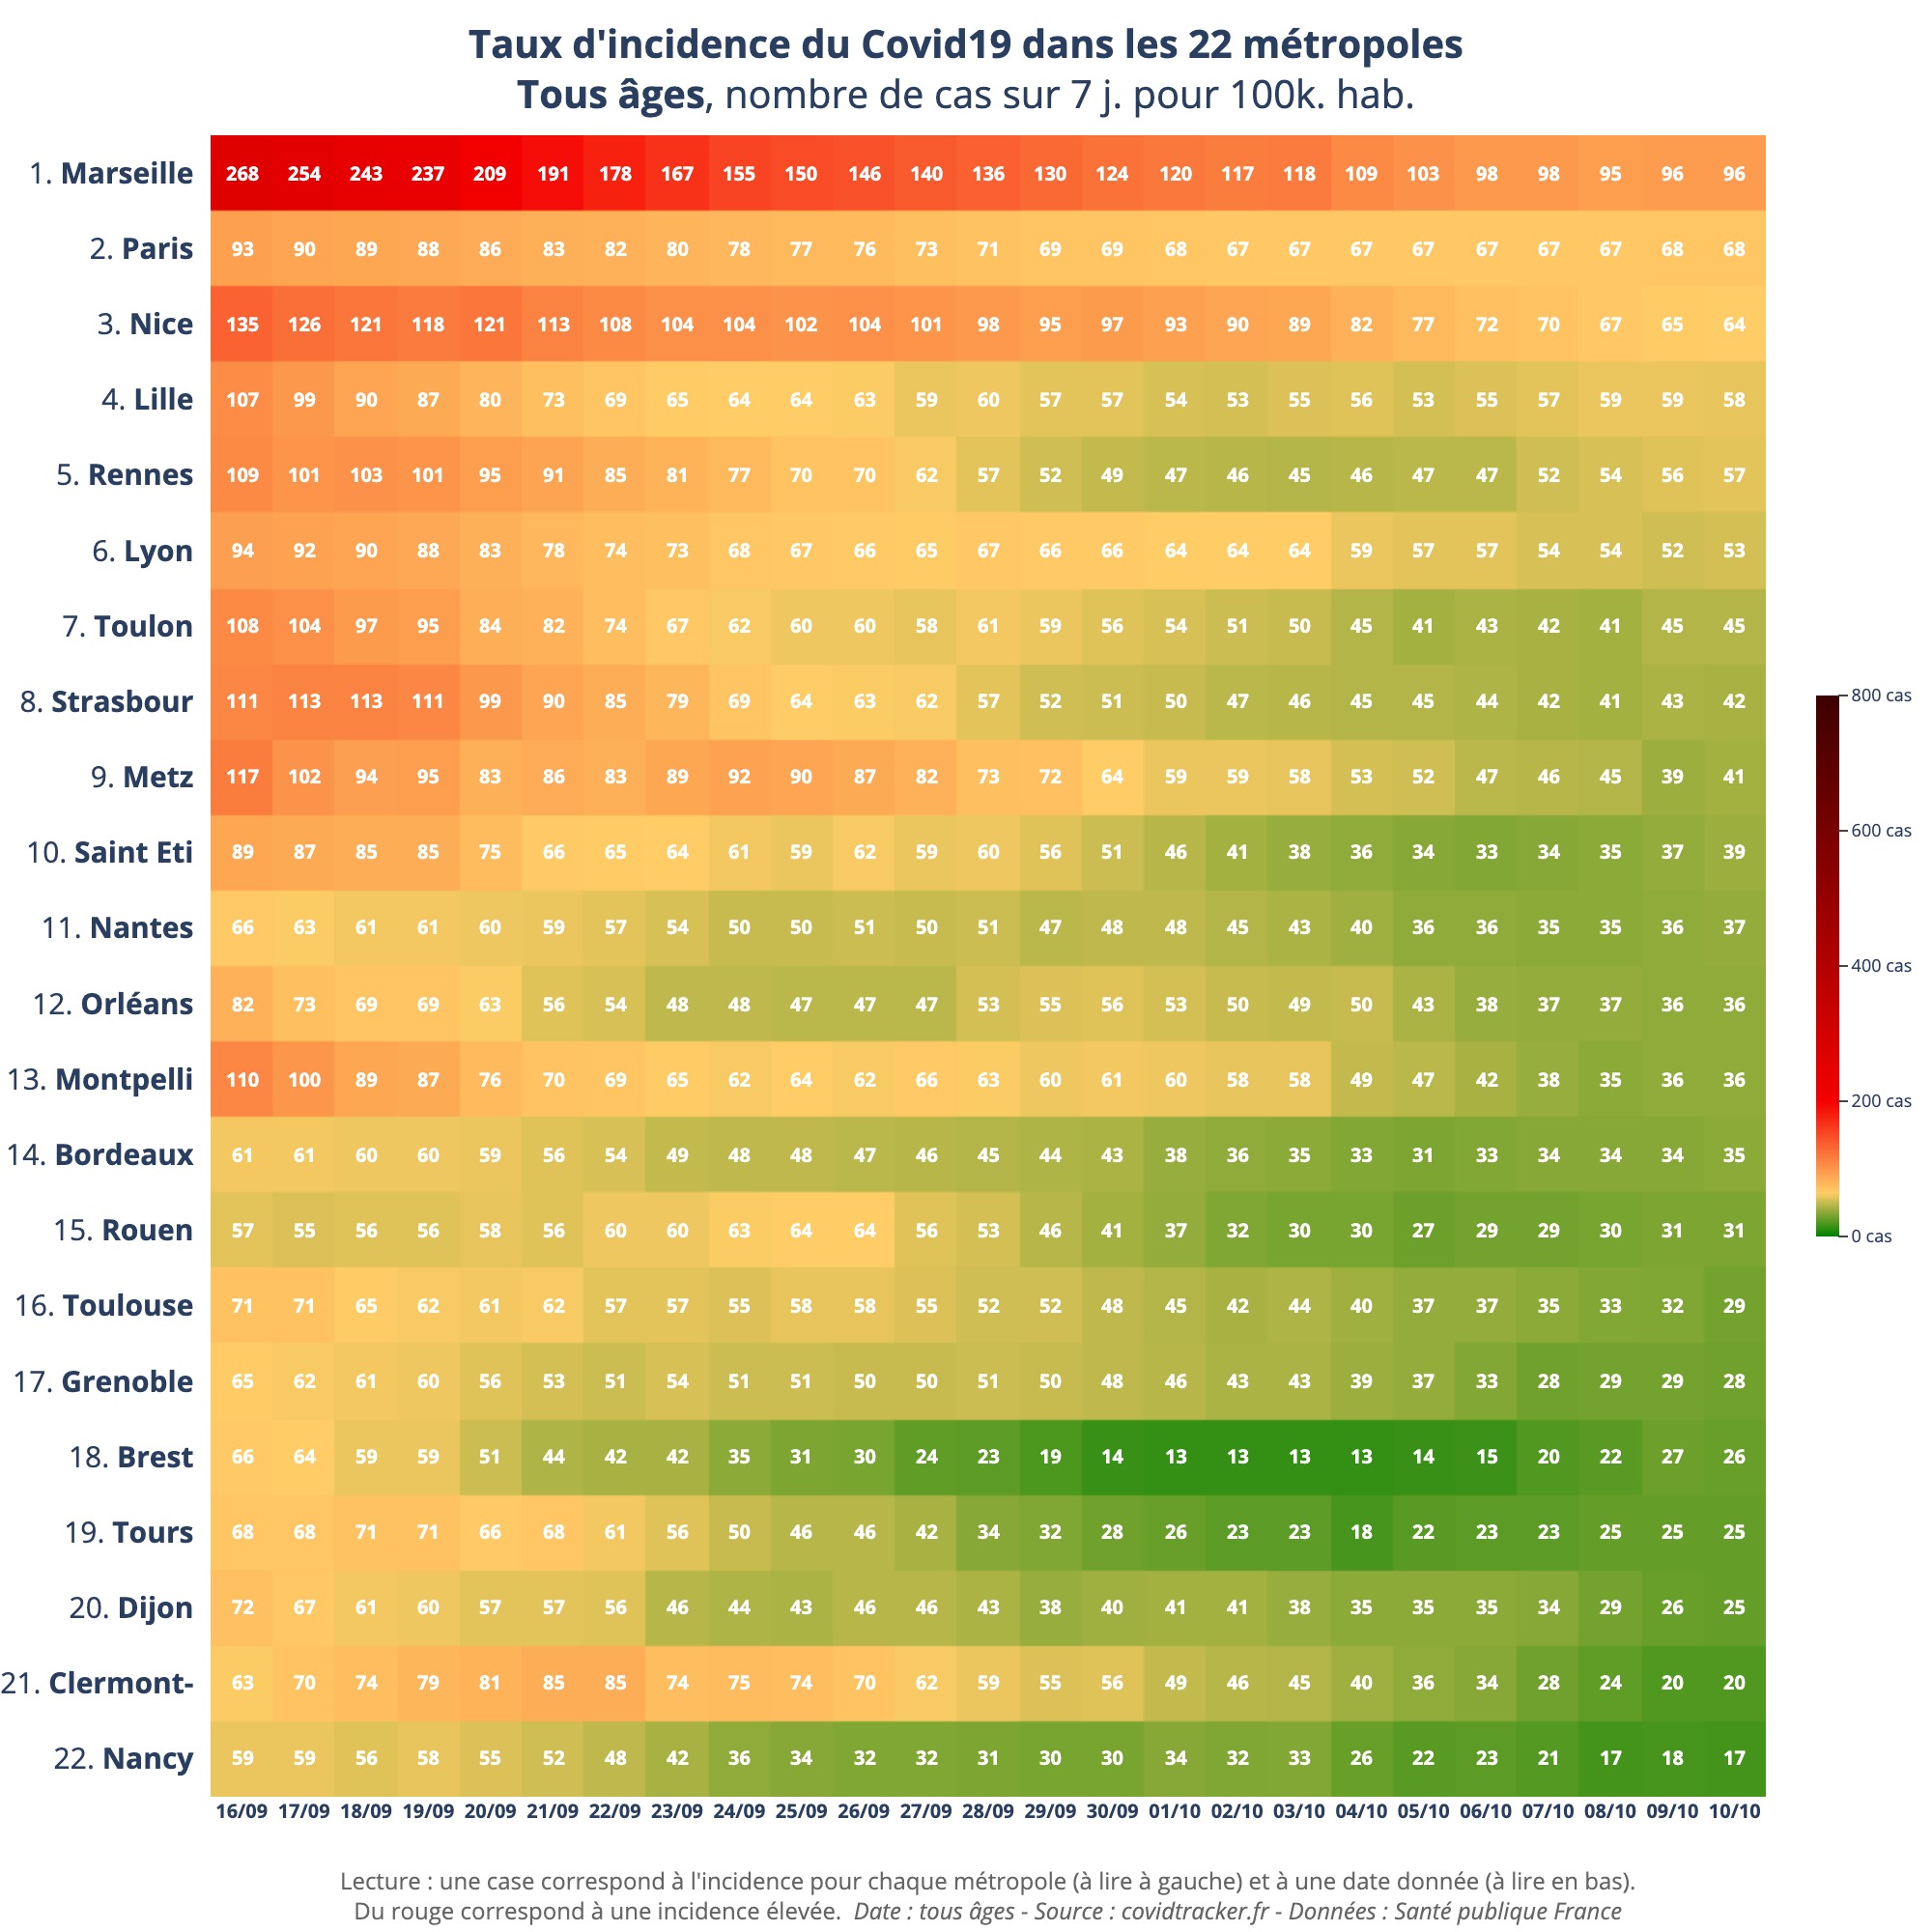 Taux d'incidence du Covid19 dans les 22 métropoles
Tous âges, nombre de cas sur 7 j. pour 100k. hab.
1. Marseille 268 254 243 237 209 191 178 167 155 150 146 140 136 130 124 120 117 118 109 103 98 98 95 96 96
2. Paris 93 90 89 88 86 83 82 80 78 77 76 73 71 69 69 68 67 67 67 67 67 67 67 68 68
3. Nice 135 126 121 118 121 113 108 104 104 102 104 101 98 95 97 93 90 89 82 77 72 70 67 65 64
4. Lille 107 99 90 87 80 73 69 65 64 64 63 59 60 57 57 54 53 55 56 53 55 57 59 59 58
5. Rennes 109 101 103 101 95 91 85 81 77 70 70 62 57 52 49 47 46 45 46 47 47 52 54 56 57
6. Lyon 94 92 90 88 83 78 74 73 68 67 66 65 67 66 66 64 64 64 59 57 57 54 54 52 53
7. Toulon 108 104 97 95 84 82 74 67 62 60 60 58 61 59 56 54 51 50 45 41 43 42 41 45 45
8. Strasbour 111 113 113 111 99 90 85 79 69 64 63 62 57 52 51 50 47 46 45 45 44 42 41 43 42
9. Metz 117 102 94 95 83 86 83 89 92 90 87 82 73 72 64 59 59 58 53 52 47 46 45 39 41
10. Saint Eti 89 87 85 85 75 66 65 64 61 59 62 59 60 56 51 46 41 38 36 34 33 34 35 37 39
11. Nantes 66 63 61 61 60 59 57 54 50 50 51 50 51 47 48 48 45 43 40 36 36 35 35 36 37
12. Orléans 82 73 69 69 63 56 54 48 48 47 47 47 53 55 56 53 50 49 50 43 38 37 37 36 36
13. Montpelli 110 100 89 87 76 70 69 65 62 64 62 66 63 60 61 60 58 58 49 47 42 38 35 36 36
14. Bordeaux 61 61 60 60 59 56 54 49 48 48 47 46 45 44 43 38 36 35 33 31 33 34 34 34 35
15. Rouen 57 55 56 56 58 56 60 60 63 64 64 56 53 46 41 37 32 30 30 27 29 29 30 31 31
16. Toulouse 71 71 65 62 61 62 57 57 55 58 58 55 52 52 48 45 42 44 40 37 37 35 33 32 29
17. Grenoble 65 62 61 60 56 53 51 54 51 51 50 50 51 50 48 46 43 43 39 37 33 28 29 29 28
18. Brest 66 64 59 59 51 44 42 42 35 31 30 24 23 19 14 13 13 13 13 14 15 20 22 27 26
19. Tours 68 68 71 71 66 68 61 56 50 46 46 42 34 32 28 26 23 23 18 22 23 23 25 25 25
20. Dijon 72 67 61 60 57 57 56 46 44 43 46 46 43 38 40 41 41 38 35 35 35 34 29 26 25
21. Clermont- 63 70 74 79 81 85 85 74 75 74 70 62 59 55 56 49 46 45 40 36 34 28 24 20 20
22. Nancy 59 59 56 58 55 52 48 42 36 34 32 32 31 30 30 34 32 33 26 22 23 21 17 18 17
16/09 17/09 18/09 19/09 20/09 21/09 22/09 23/09 24/09 25/09 26/09 27/09 28/09 29/09 30/09 01/10 02/10 03/10 04/10 05/10 06/10 07/10 08/10 09/10 10/10
800 cas
600 cas
400 cas
200 cas
0 cas
Lecture : une case correspond à l'incidence pour chaque métropole (à lire à gauche) et à une date donnée (à lire en bas).
Du rouge correspond à une incidence élevée. Date : tous âges - Source : covidtracker.fr - Données : Santé publique France